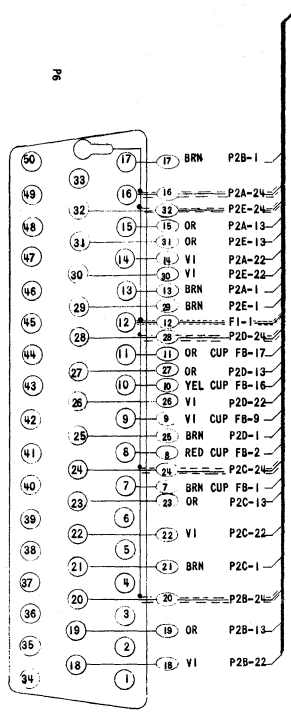 P6
50 17 17 BRN P2B-1
33
49 16 16 P2A-24
32 32 P2E-24
48 15 15 OR P2A-13
31 31 OR P2E-13
47 14 14 VI P2A-22
30 30 VI P2E-22
46 13 13 BRN P2A-1
29 29 BRN P2E-1
45 12 12 F1-1
28 28 P2D-24
44 11 11 OR CUP FB-17
27 27 OR P2D-13
43 10 10 YEL CUP FB-16
26 26 VI P2D-22
42 9 9 VI CUP FB-9
25 25 BRN P2D-1
41 8 8 RED CUP FB-2
24 24 P2C-24
40 7 7 BRN CUP FB-1
23 23 OR P2C-13
39 6
22 22 VI P2C-22
38 5
21 21 BRN P2C-1
37 4
20 20 P2B-24
36 3
19 19 OR P2B-13
35 2
18 18 VI P2B-22
34 1